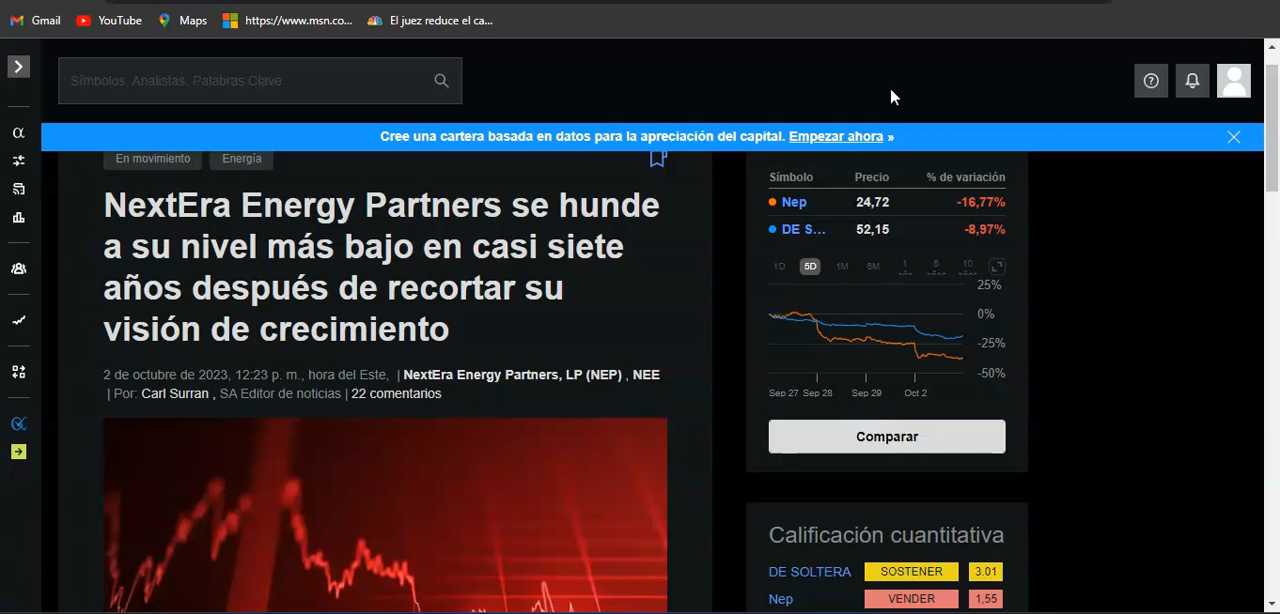 Gmail YouTube Maps https://www.msn.co... El juez reduce el ca...
Símbolos, Analistas, Palabras Clave
Cree una cartera basada en datos para la apreciación del capital. Empezar ahora »
En movimiento Energía
NextEra Energy Partners se hunde
a su nivel más bajo en casi siete
años después de recortar su
visión de crecimiento
2 de octubre de 2023, 12:23 p. m., hora del Este, | NextEra Energy Partners, LP (NEP) , NEE
| Por: Carl Surran , SA Editor de noticias | 22 comentarios
Símbolo Precio % de variación
Nep 24,72 -16,77%
DE S... 52,15 -8,97%
1D 5D 1M 6M 1 5 10
25%
0%
-25%
-50%
Sep 27 Sep 28 Sep 29 Oct 2
Comparar
Calificación cuantitativa
DE SOLTERA SOSTENER 3.01
Nep VENDER 1,55